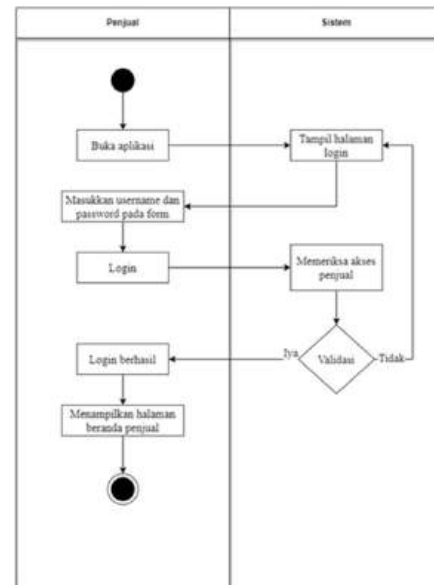 Penjual
Sistem
Buka aplikasi
Tampil halaman
login
Masukkan username dan
password pada form
Login
Memeriksa akses
penjual
Validasi
Iya
Tidak
Login berhasil
Menampilkan halaman
beranda penjual